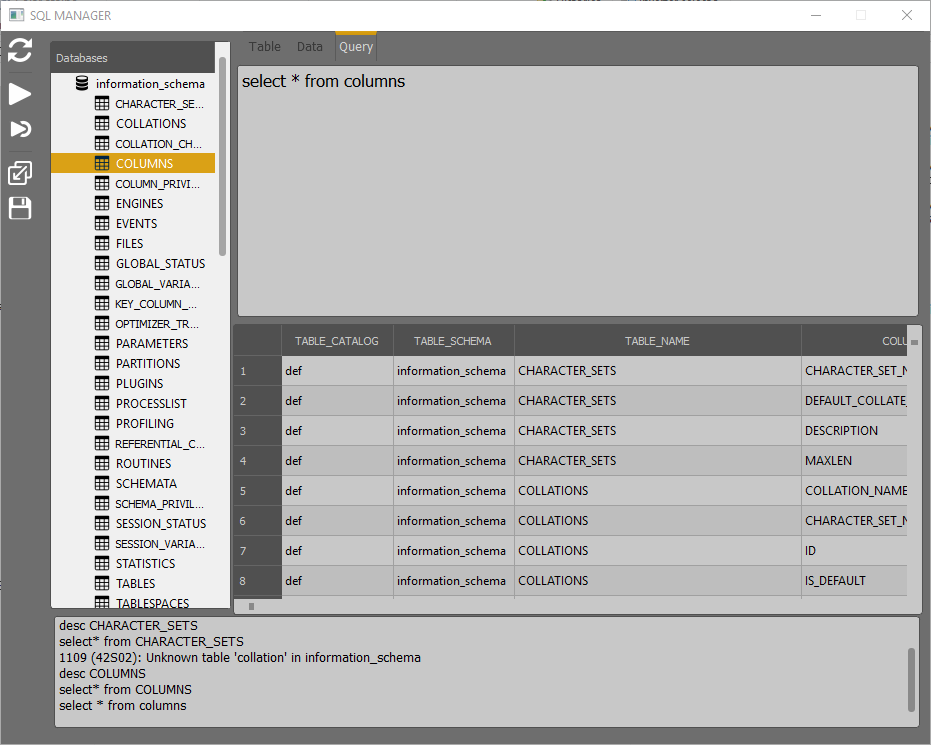 SQL MANAGER
Databases
information_schema
CHARACTER_SE...
COLLATIONS
COLLATION_CH...
COLUMNS
COLUMN_PRIVI...
ENGINES
EVENTS
FILES
GLOBAL_STATUS
GLOBAL_VARIA...
KEY_COLUMN_...
OPTIMIZER_TR...
PARAMETERS
PARTITIONS
PLUGINS
PROCESSLIST
PROFILING
REFERENTIAL_C...
ROUTINES
SCHEMATA
SCHEMA_PRIVIL...
SESSION_STATUS
SESSION_VARIA...
STATISTICS
TABLES
TABLESPACES
Table Data Query
select * from columns
TABLE_CATALOG TABLE_SCHEMA TABLE_NAME COLU
1 def information_schema CHARACTER_SETS CHARACTER_SET_N
2 def information_schema CHARACTER_SETS DEFAULT_COLLATE_
3 def information_schema CHARACTER_SETS DESCRIPTION
4 def information_schema CHARACTER_SETS MAXLEN
5 def information_schema COLLATIONS COLLATION_NAME
6 def information_schema COLLATIONS CHARACTER_SET_N
7 def information_schema COLLATIONS ID
8 def information_schema COLLATIONS IS_DEFAULT
desc CHARACTER_SETS
select* from CHARACTER_SETS
1109 (42S02): Unknown table 'collation' in information_schema
desc COLUMNS
select* from COLUMNS
select * from columns